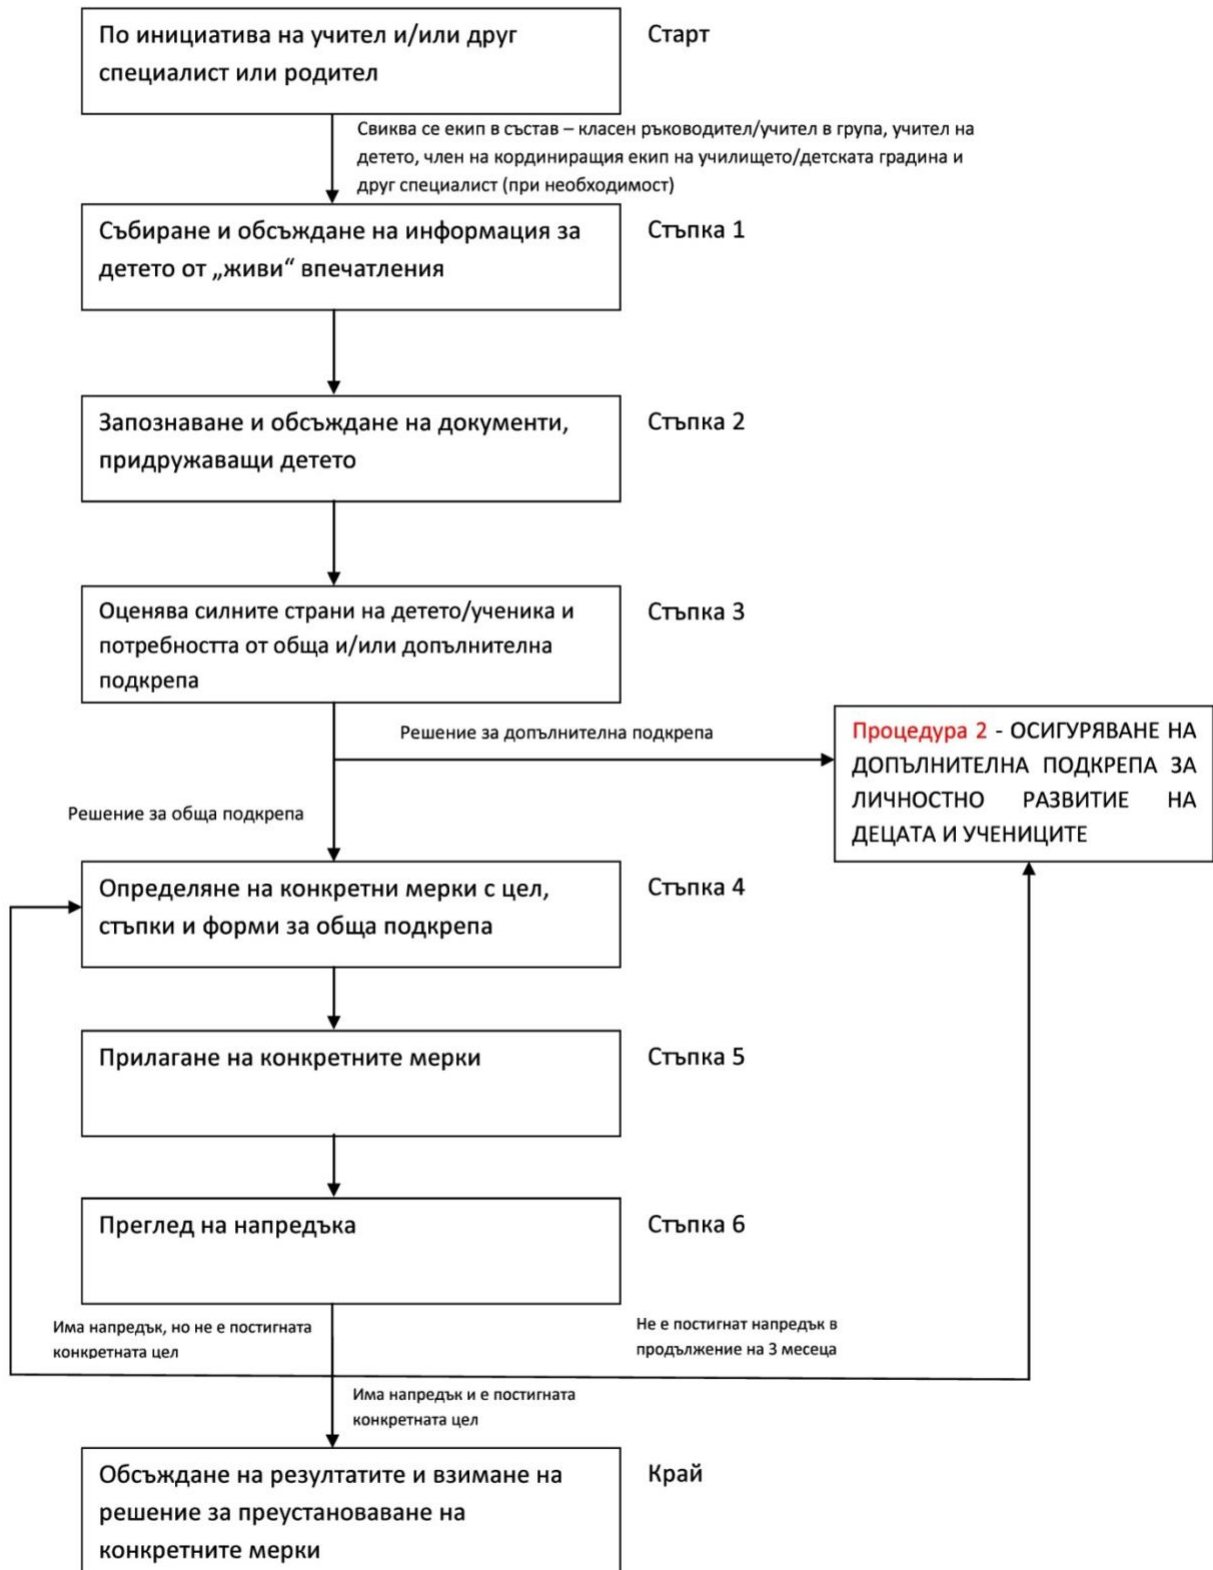 По инициатива на учител и/или друг
специалист или родител
Старт
Свиква се екип в състав – класен ръководител/учител в група, учител на
детето, член на кординиращия екип на училището/детската градина и
друг специалист (при необходимост)
Събиране и обсъждане на информация за
детето от „живи“ впечатления
Стъпка 1
Запознаване и обсъждане на документи,
придружаващи детето
Стъпка 2
Оценява силните страни на детето/ученика и
потребността от обща и/или допълнителна
подкрепа
Стъпка 3
Решение за допълнителна подкрепа
Процедура 2 - ОСИГУРЯВАНЕ НА
ДОПЪЛНИТЕЛНА ПОДКРЕПА ЗА
ЛИЧНОСТНО РАЗВИТИЕ НА
ДЕЦАТА И УЧЕНИЦИТЕ
Решение за обща подкрепа
Определяне на конкретни мерки с цел,
стъпки и форми за обща подкрепа
Стъпка 4
Прилагане на конкретните мерки
Стъпка 5
Преглед на напредъка
Стъпка 6
Има напредък, но не е постигната
конкретната цел
Не е постигнат напредък в
продължение на 3 месеца
Има напредък и е постигната
конкретната цел
Обсъждане на резултатите и взимане на
решение за преустановаване на
конкретните мерки
Край